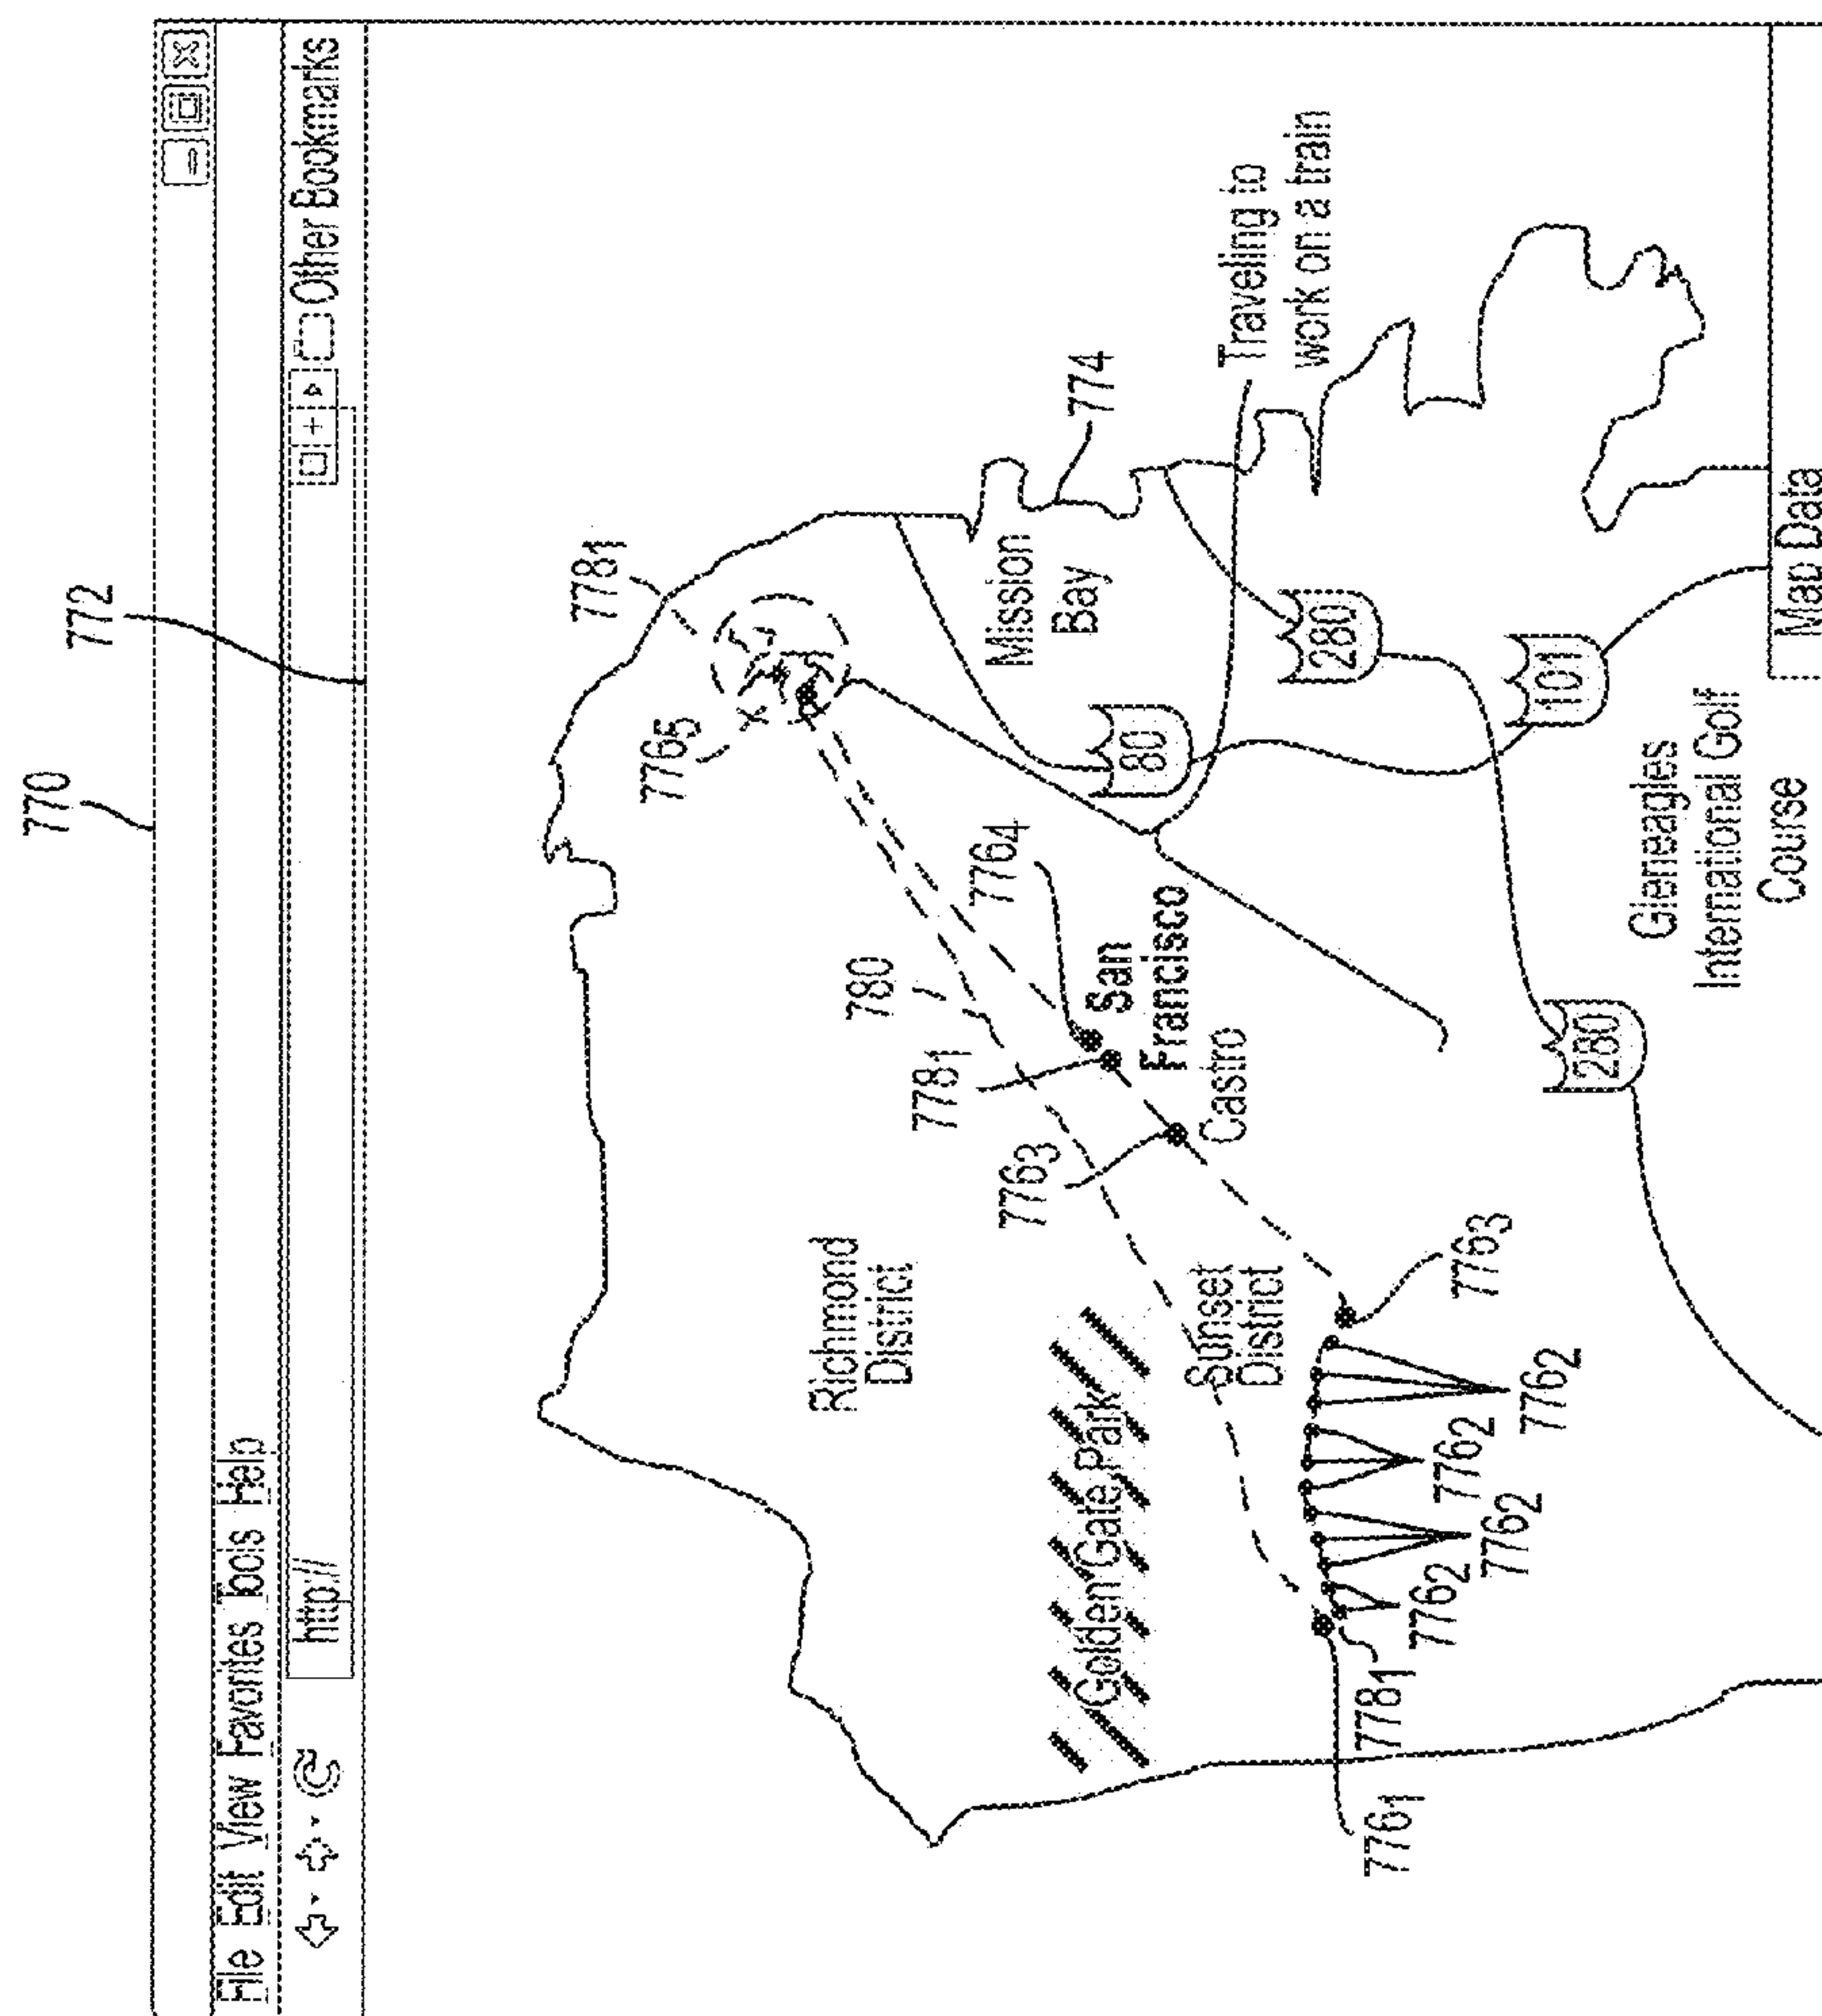 770
772
File Edit View Favorites Tools Help
http://
Other Bookmarks
778₁
776₅
774
Richmond
District
780
776₄
778₁
776₃
San
Francisco
Castro
Mission
Bay
Golden Gate Park
Sunset
District
80
Traveling to
work on a train
280
776₃
776₁
778₁
776₂
776₂
776₂
776₂
280
101
Gleneagles
International Golf
Course
Map Data